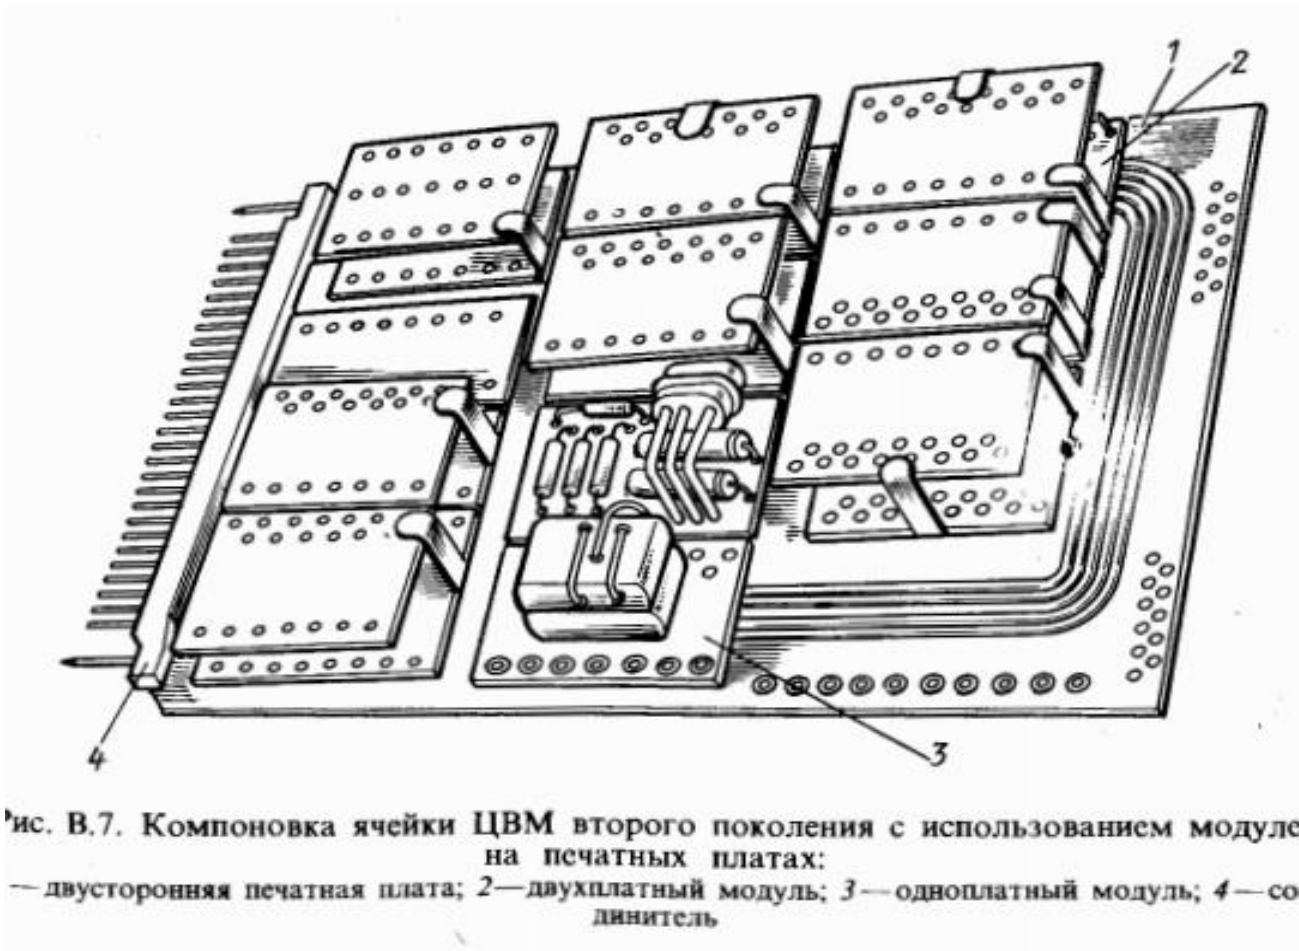 1
2
4
3
ис. В.7. Компоновка ячейки ЦВМ второго поколения с использованием модуле
на печатных платах:
—двусторонняя печатная плата; 2—двухплатный модуль; 3—одноплатный модуль; 4—со
динитель